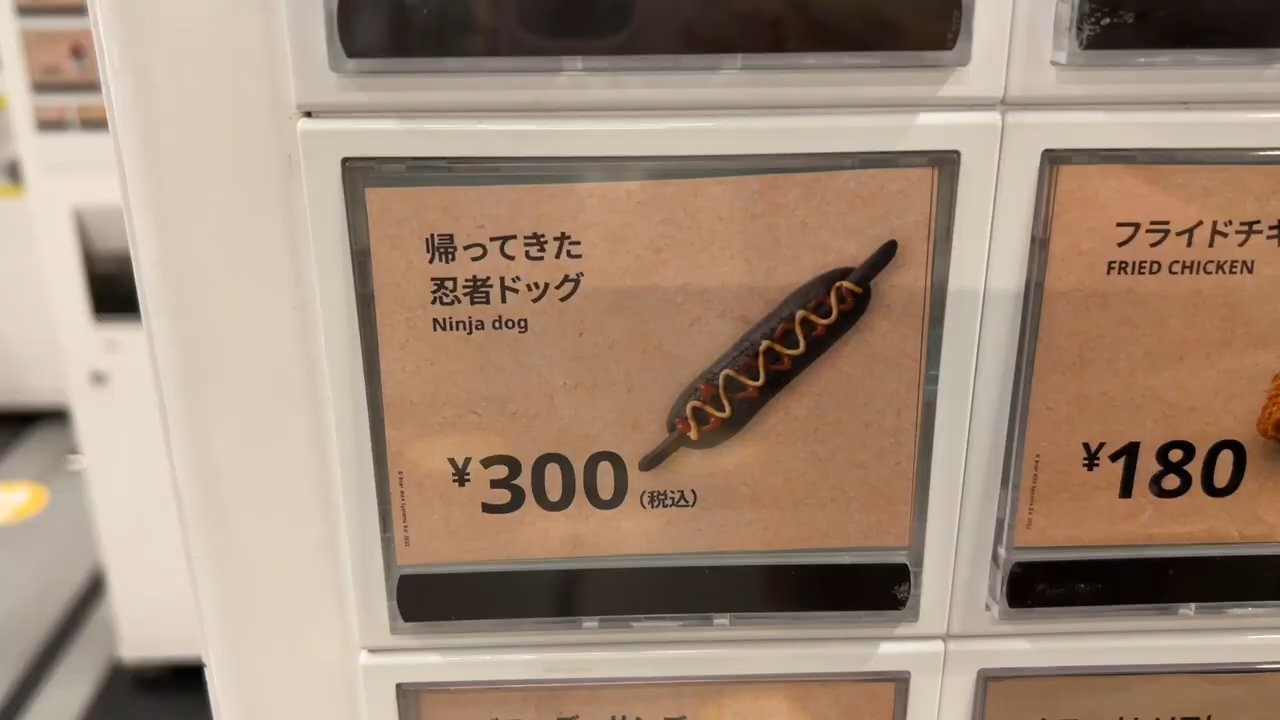 帰ってきた
忍者ドッグ
Ninja dog
¥300(税込)
フライドチキ
FRIED CHICKEN
¥180